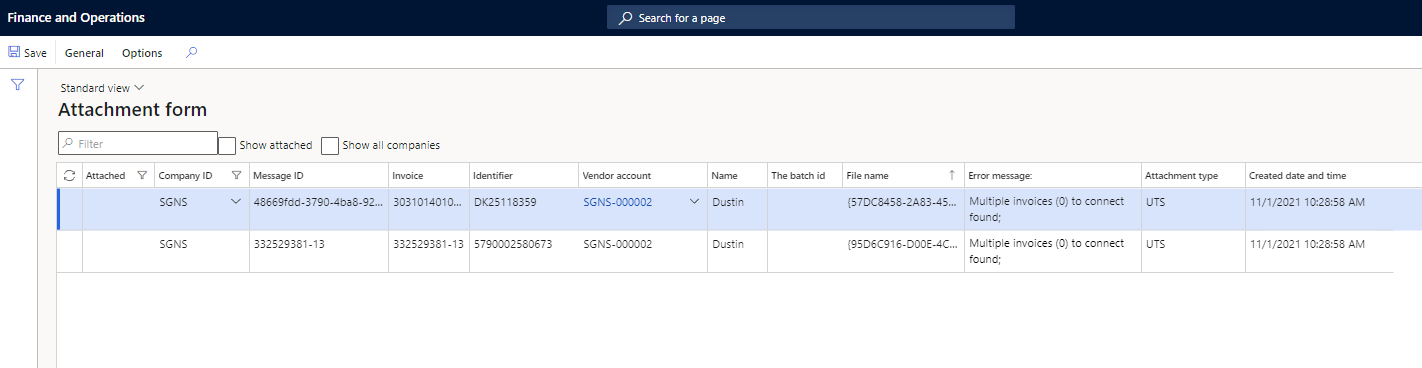 Finance and Operations
Search for a page
Save General Options
Standard view
Attachment form
Filter Show attached Show all companies
Attached Company ID Message ID Invoice Identifier Vendor account Name The batch id File name Error message: Attachment type Created date and time
SGNS 48669fdd-3790-4ba8-92... 3031014010... DK25118359 SGNS-000002 Dustin {57DC8458-2A83-45... Multiple invoices (0) to connect UTS 11/1/2021 10:28:58 AM
found;
SGNS 332529381-13 332529381-13 5790002580673 SGNS-000002 Dustin {95D6C916-D00E-4C... Multiple invoices (0) to connect UTS 11/1/2021 10:28:58 AM
found;